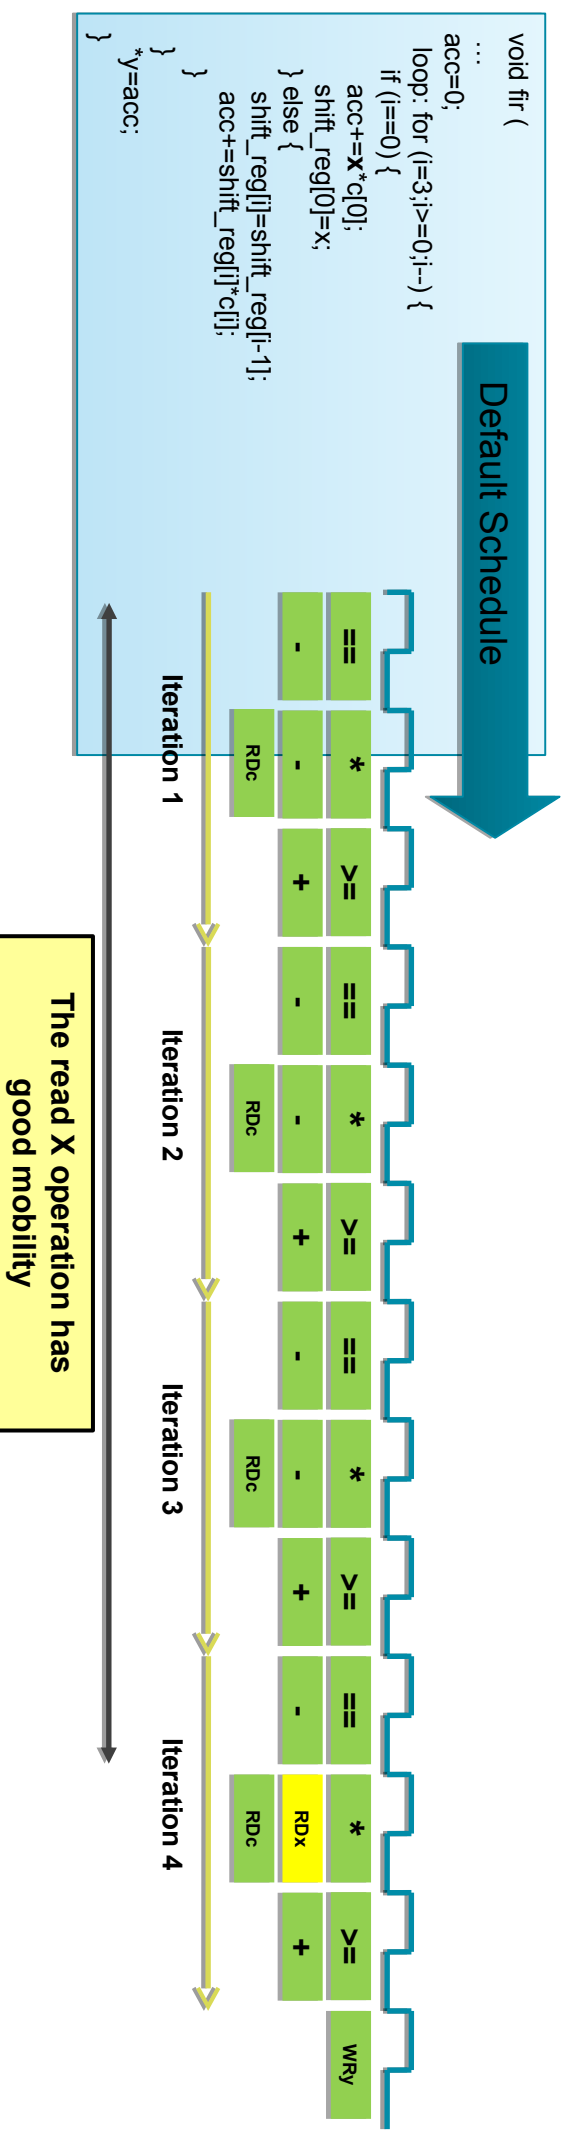 void fir (
…
acc=0;
loop: for (i=3;i>=0;i--) {
if (i==0) {
acc+=x*c[0];
shift_reg[0]=x;
} else {
shift_reg[i]=shift_reg[i-1];
acc+=shift_reg[i]*c[i];
}
}
*y=acc;
}
Default Schedule
== * >= == * >= == * >= == * >= WRy
- - + - - + - - + - RDx +
RDc RDc RDc RDc
Iteration 1 Iteration 2 Iteration 3 Iteration 4
The read X operation has
good mobility